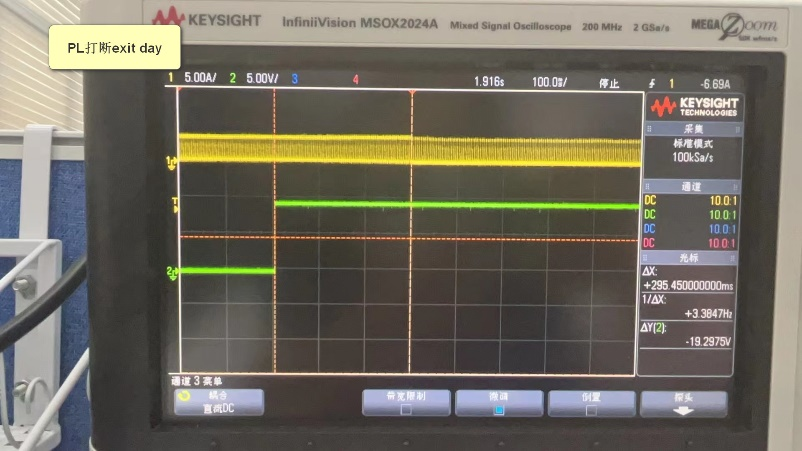 KEYSIGHT InfiniiVision MSOX2024A Mixed Signal Oscilloscope 200 MHz 2 GSa/s MEGA Zoom
PL打断exit day
1 5.00A/ 2 5.00V/ 3 4 1.916s 100.0▽/ 停止 1 -6.69A
KEYSIGHT
TECHNOLOGIES
采集
标准模式
100kSa/s
通道
DC 10.0:1
DC 10.0:1
DC 10.0:1
DC 10.0:1
光标
ΔX:
+295.450000000ms
1/ΔX:
+3.3847Hz
ΔY(2):
-19.2975V
通道 3 菜单
耦合
直流DC
带宽限制
微调
倒置
探头